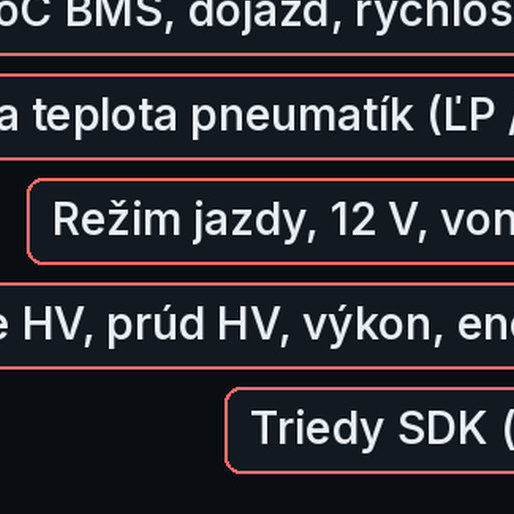 oC BMS, dojazd, rýchlos
a teplota pneumatík (ĽP /
Režim jazdy, 12 V, von
e HV, prúd HV, výkon, ene
Triedy SDK (